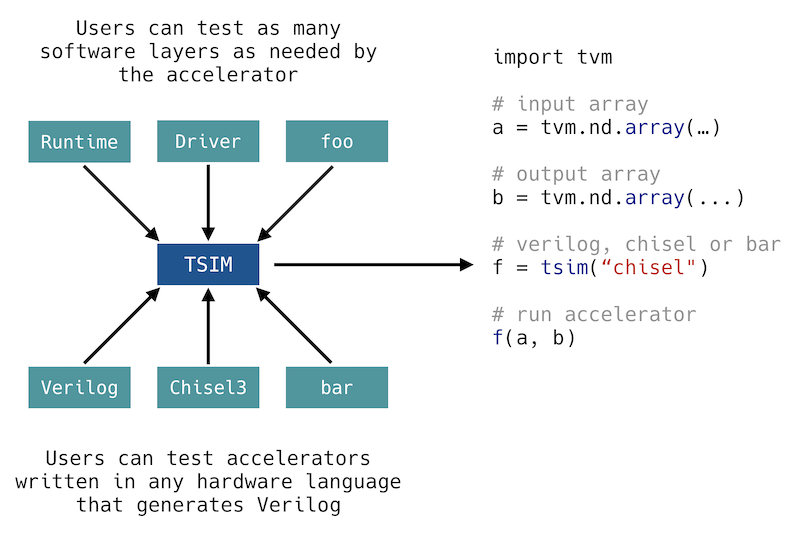 Users can test as many
software layers as needed by
the accelerator
Runtime
Driver
foo
TSIM
Verilog
Chisel3
bar
Users can test accelerators
written in any hardware language
that generates Verilog
import tvm
# input array
a = tvm.nd.array(…)
# output array
b = tvm.nd.array(...)
# verilog, chisel or bar
f = tsim(“chisel")
# run accelerator
f(a, b)